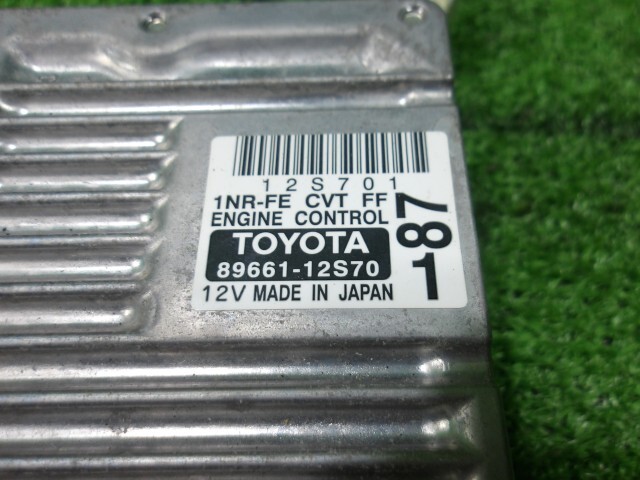 12S701
1NR-FE CVT FF
ENGINE CONTROL
TOYOTA
89661-12S70
12V MADE IN JAPAN
187